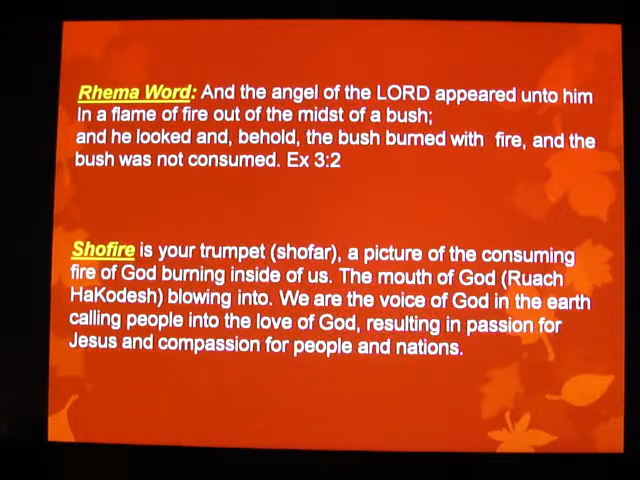 Rhema Word: And the angel of the LORD appeared unto him
In a flame of fire out of the midst of a bush;
and he looked and, behold, the bush burned with fire, and the
bush was not consumed. Ex 3:2
Shofire is your trumpet (shofar), a picture of the consuming
fire of God burning inside of us. The mouth of God (Ruach
HaKodesh) blowing into. We are the voice of God in the earth
calling people into the love of God, resulting in passion for
Jesus and compassion for people and nations.